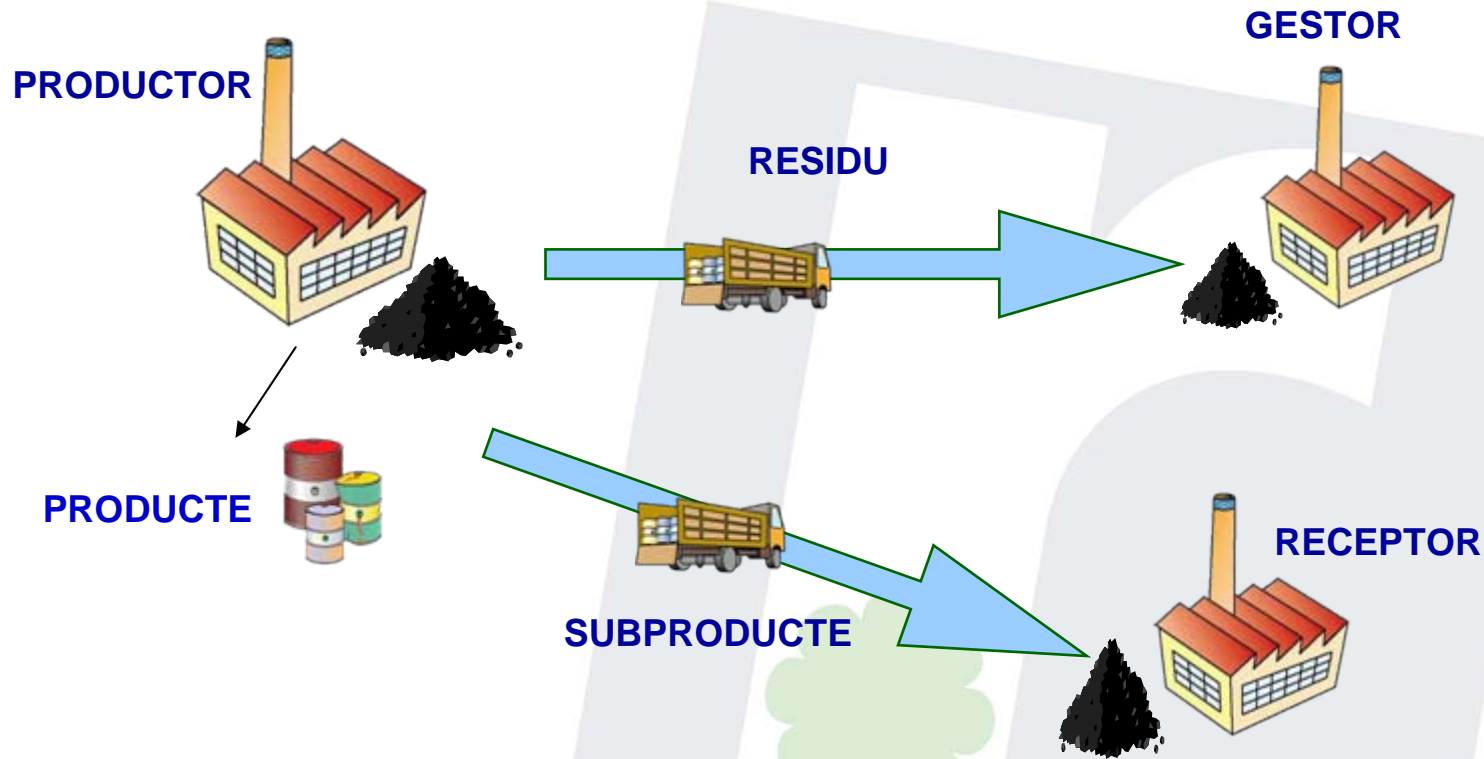 GESTOR
PRODUCTOR
RESIDU
PRODUCTE
RECEPTOR
SUBPRODUCTE